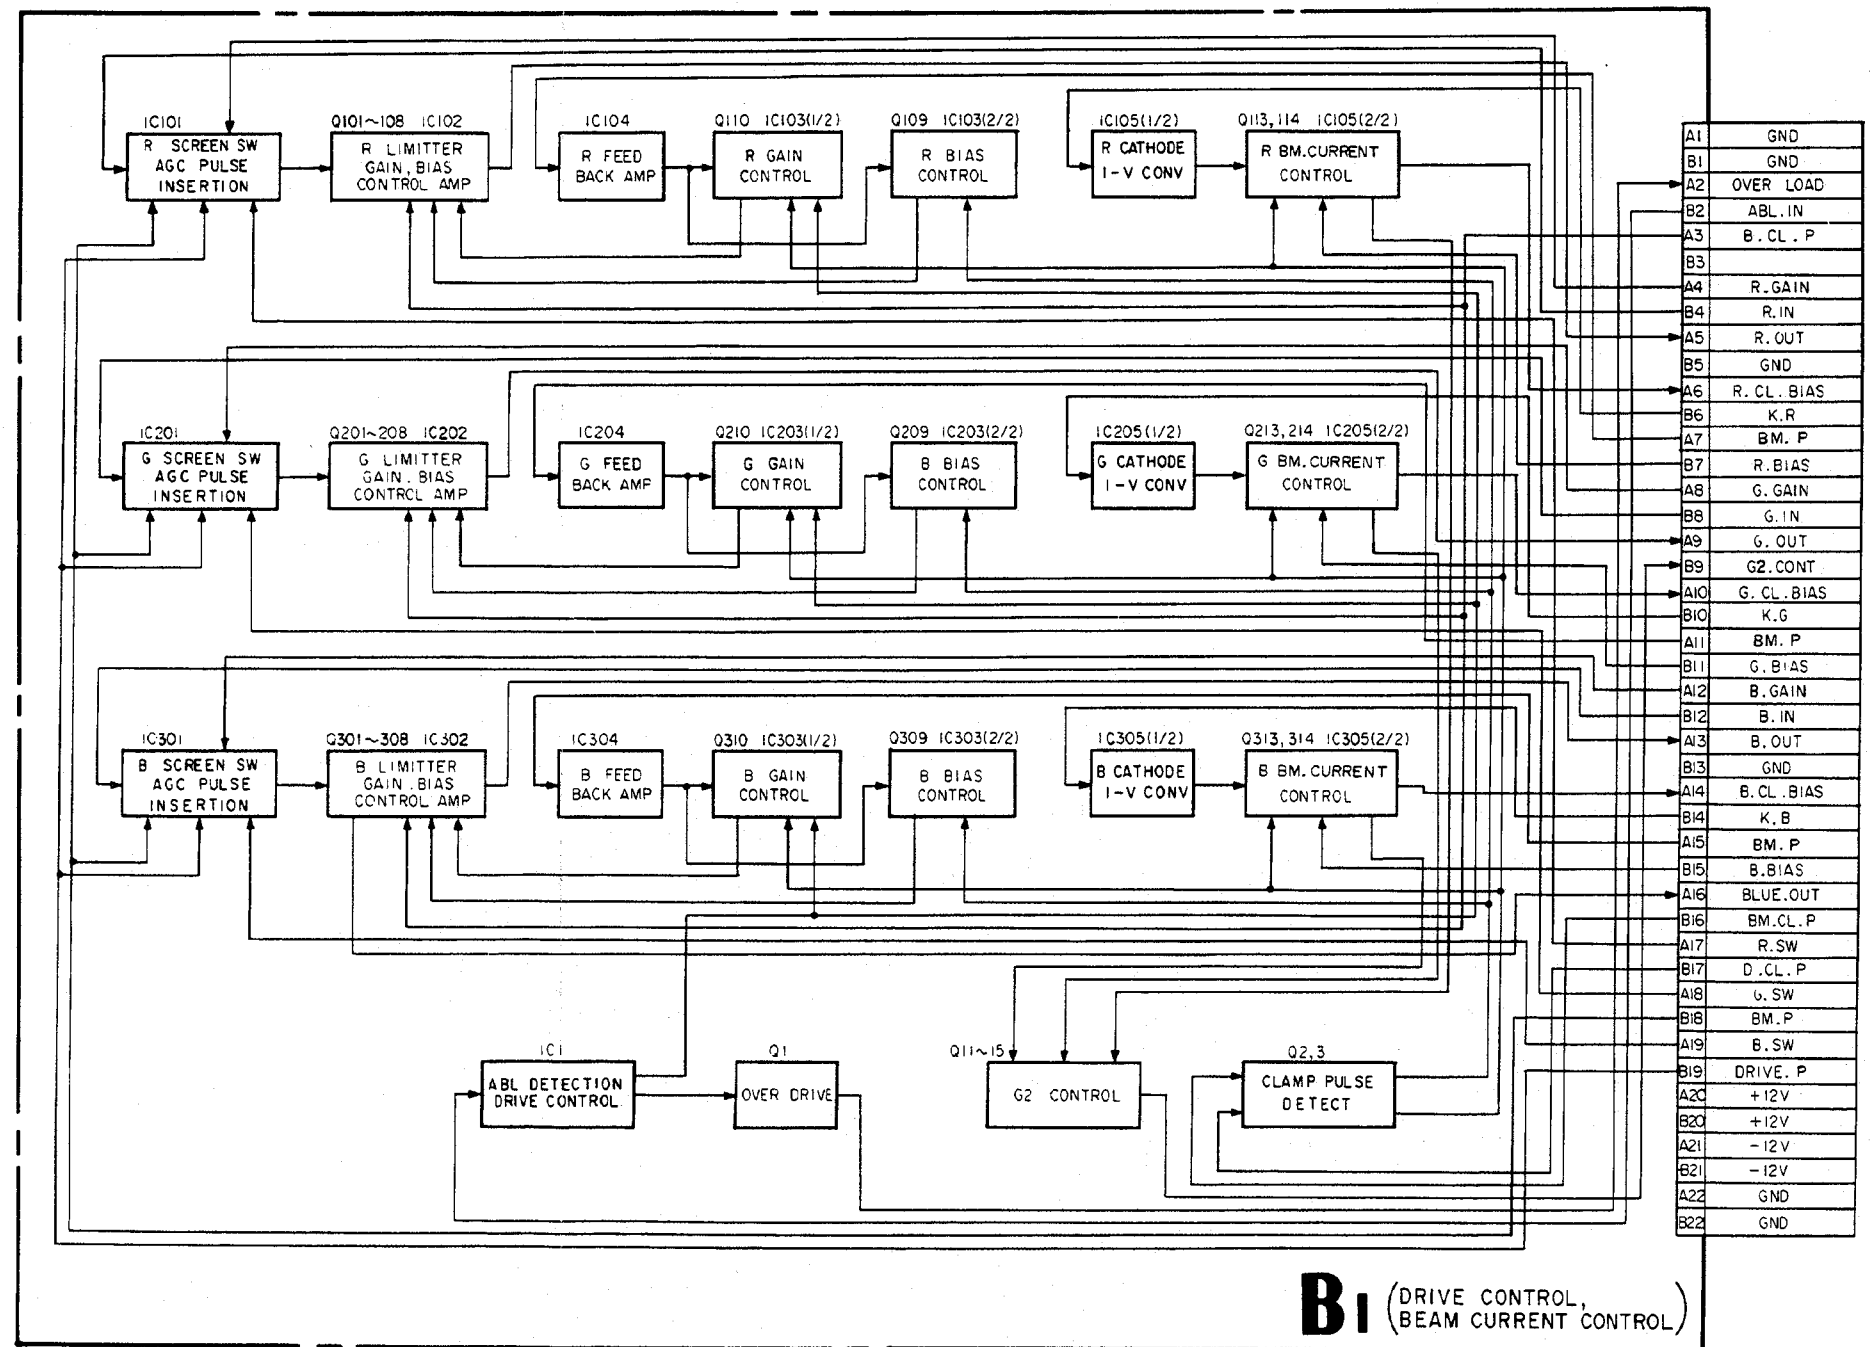 IC101
R SCREEN SW
AGC PULSE
INSERTION
Q101~108 IC102
R LIMITTER
GAIN, BIAS
CONTROL AMP
IC104
R FEED
BACK AMP
Q110 IC103(1/2)
R GAIN
CONTROL
Q109 IC103(2/2)
R BIAS
CONTROL
IC105(1/2)
R CATHODE
I-V CONV
Q113,114 IC105(2/2)
R BM.CURRENT
CONTROL
IC201
G SCREEN SW
AGC PULSE
INSERTION
Q201~208 IC202
G LIMITTER
GAIN. BIAS
CONTROL AMP
IC204
G FEED
BACK AMP
Q210 IC203(1/2)
G GAIN
CONTROL
Q209 IC203(2/2)
B BIAS
CONTROL
IC205(1/2)
G CATHODE
I-V CONV
Q213,214 IC205(2/2)
G BM.CURRENT
CONTROL
IC301
B SCREEN SW
AGC PULSE
INSERTION
Q301~308 IC302
B LIMITTER
GAIN.BIAS
CONTROL AMP
IC304
B FEED
BACK AMP
Q310 IC303(1/2)
B GAIN
CONTROL
Q309 IC303(2/2)
B BIAS
CONTROL
IC305(1/2)
B CATHODE
I-V CONV
Q313,314 IC305(2/2)
B BM.CURRENT
CONTROL
IC1
ABL DETECTION
DRIVE CONTROL
Q1
OVER DRIVE
Q11~15
G2 CONTROL
Q2,3
CLAMP PULSE
DETECT
A1 GND
B1 GND
A2 OVER LOAD
B2 ABL.IN
A3 B.CL.P
B3
A4 R.GAIN
B4 R.IN
A5 R.OUT
B5 GND
A6 R.CL.BIAS
B6 K.R
A7 BM.P
B7 R.BIAS
A8 G.GAIN
B8 G.IN
A9 G.OUT
B9 G2.CONT
A10 G.CL.BIAS
B10 K.G
A11 BM.P
B11 G.BIAS
A12 B.GAIN
B12 B.IN
A13 B.OUT
B13 GND
A14 B.CL.BIAS
B14 K.B
A15 BM.P
B15 B.BIAS
A16 BLUE.OUT
B16 BM.CL.P
A17 R.SW
B17 D.CL.P
A18 G.SW
B18 BM.P
A19 B.SW
B19 DRIVE.P
A20 +12V
B20 +12V
A21 -12V
B21 -12V
A22 GND
B22 GND
B1 (DRIVE CONTROL,
BEAM CURRENT CONTROL)